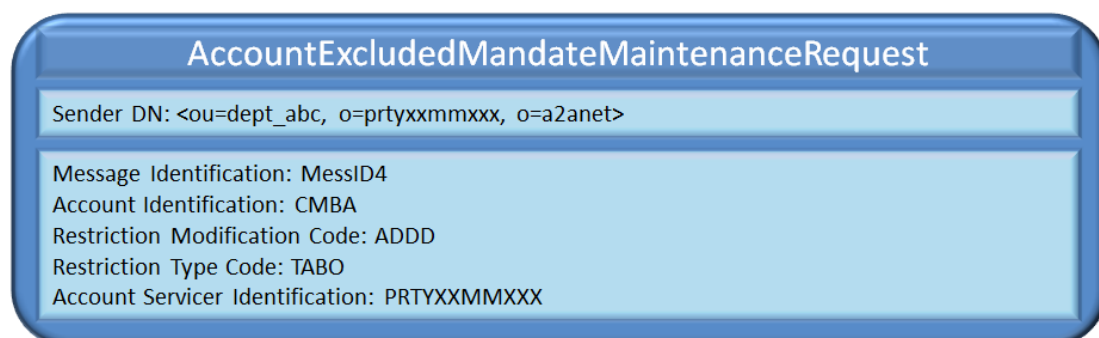 AccountExcludedMandateMaintenanceRequest
Sender DN: <ou=dept_abc, o=prtyxxmmxxx, o=a2anet>
Message Identification: MessID4
Account Identification: CMBA
Restriction Modification Code: ADDD
Restriction Type Code: TABO
Account Servicer Identification: PRTYXXMMXXX